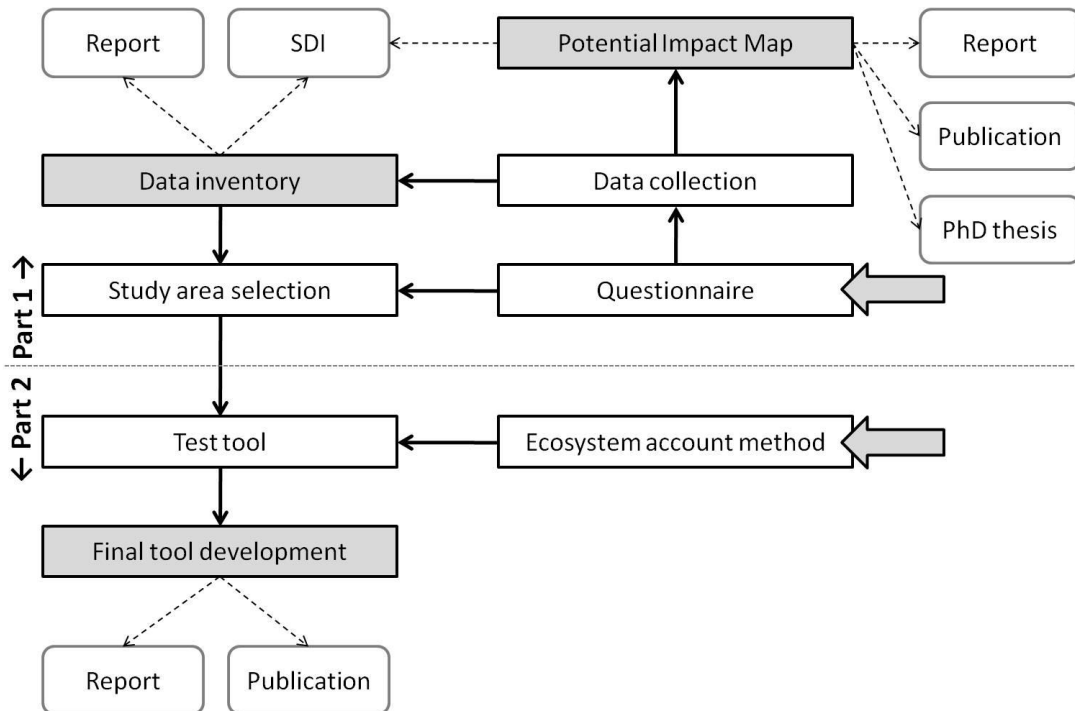 Report
SDI
Potential Impact Map
Report
Publication
Data inventory
Data collection
PhD thesis
Study area selection
Questionnaire
Part 1 →
← Part 2
Test tool
Ecosystem account method
Final tool development
Report
Publication